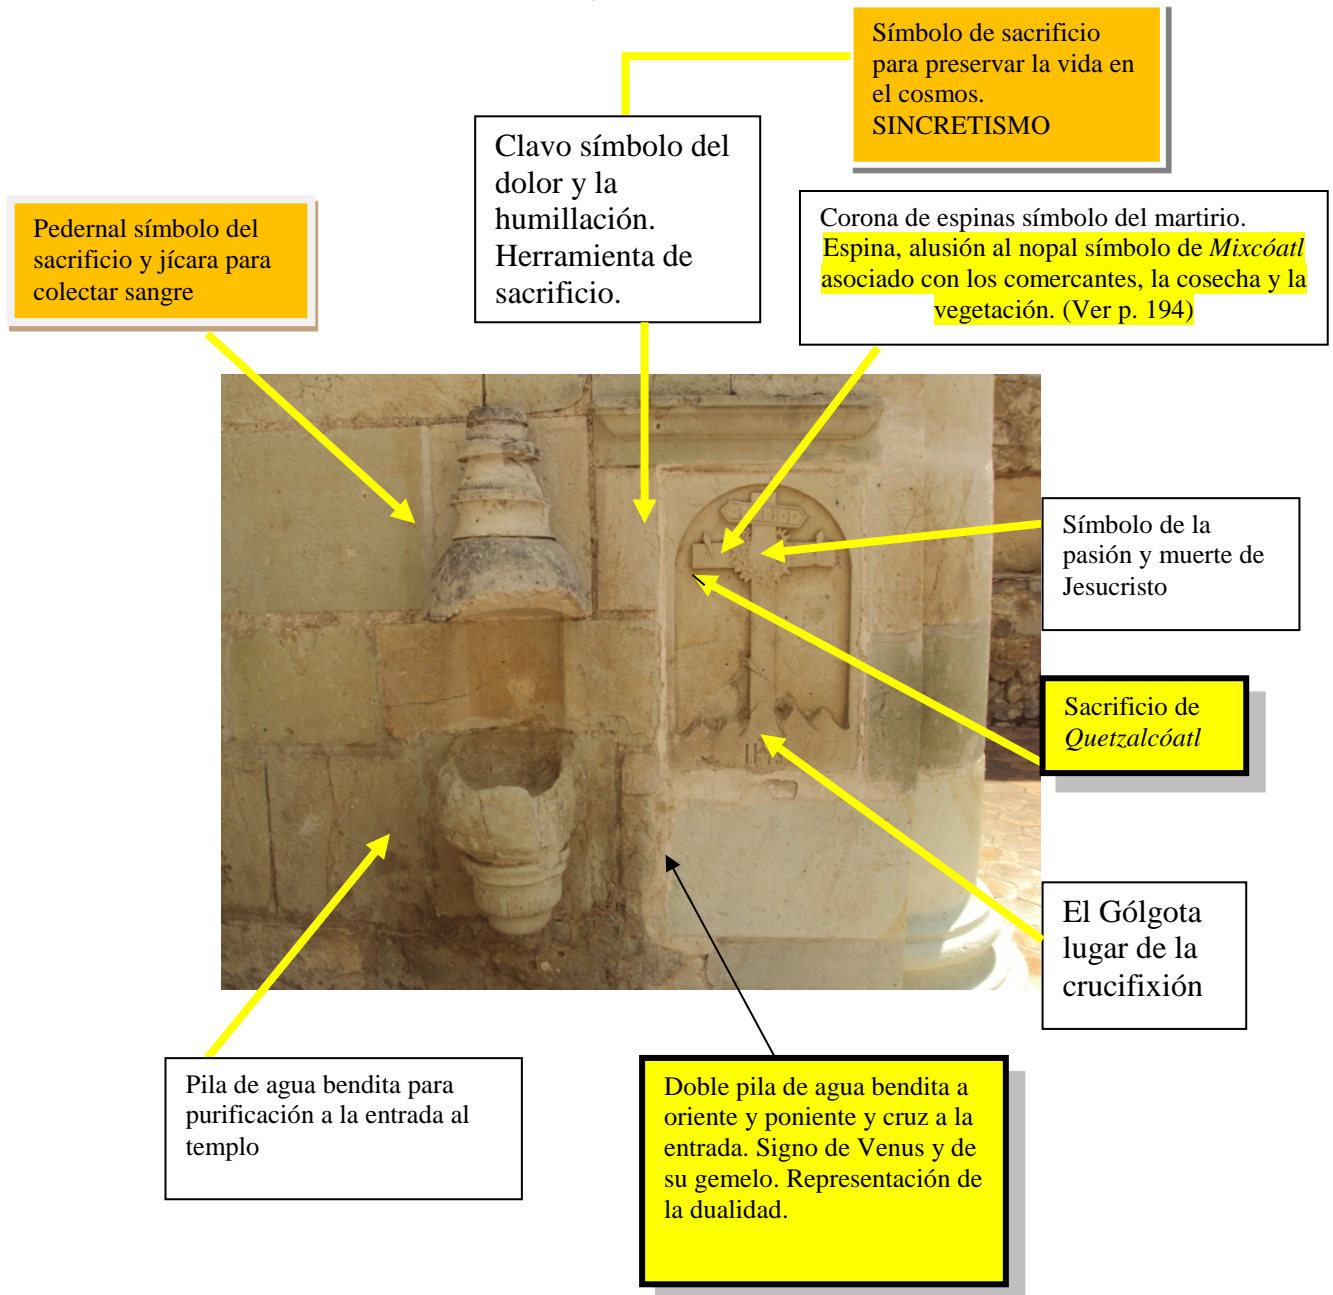 Símbolo de sacrificio
para preservar la vida en
el cosmos.
SINCRETISMO
Clavo símbolo del
dolor y la
humillación.
Herramienta de
sacrificio.
Pedernal símbolo del
sacrificio y jícara para
colectar sangre
Corona de espinas símbolo del martirio.
Espina, alusión al nopal símbolo de Mixcóatl
asociado con los comercantes, la cosecha y la
vegetación. (Ver p. 194)
Símbolo de la
pasión y muerte de
Jesucristo
Sacrificio de
Quetzalcóatl
El Gólgota
lugar de la
crucifixión
Pila de agua bendita para
purificación a la entrada al
templo
Doble pila de agua bendita a
oriente y poniente y cruz a la
entrada. Signo de Venus y de
su gemelo. Representación de
la dualidad.